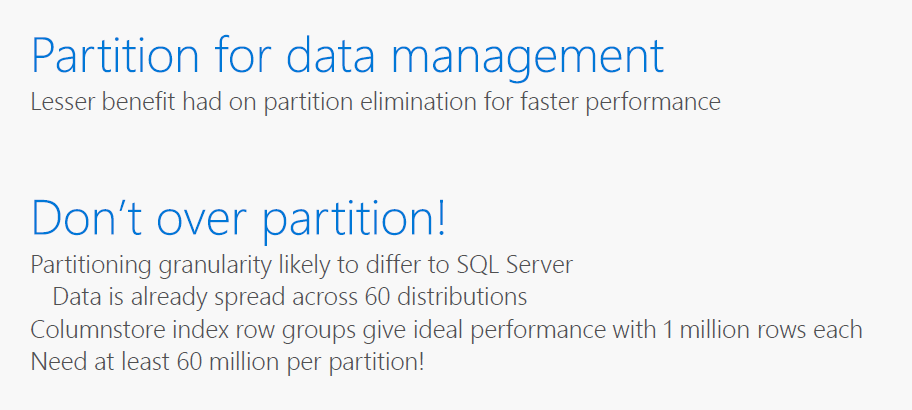 Partition for data management
Lesser benefit had on partition elimination for faster performance
Don't over partition!
Partitioning granularity likely to differ to SQL Server
Data is already spread across 60 distributions
Columnstore index row groups give ideal performance with 1 million rows each
Need at least 60 million per partition!